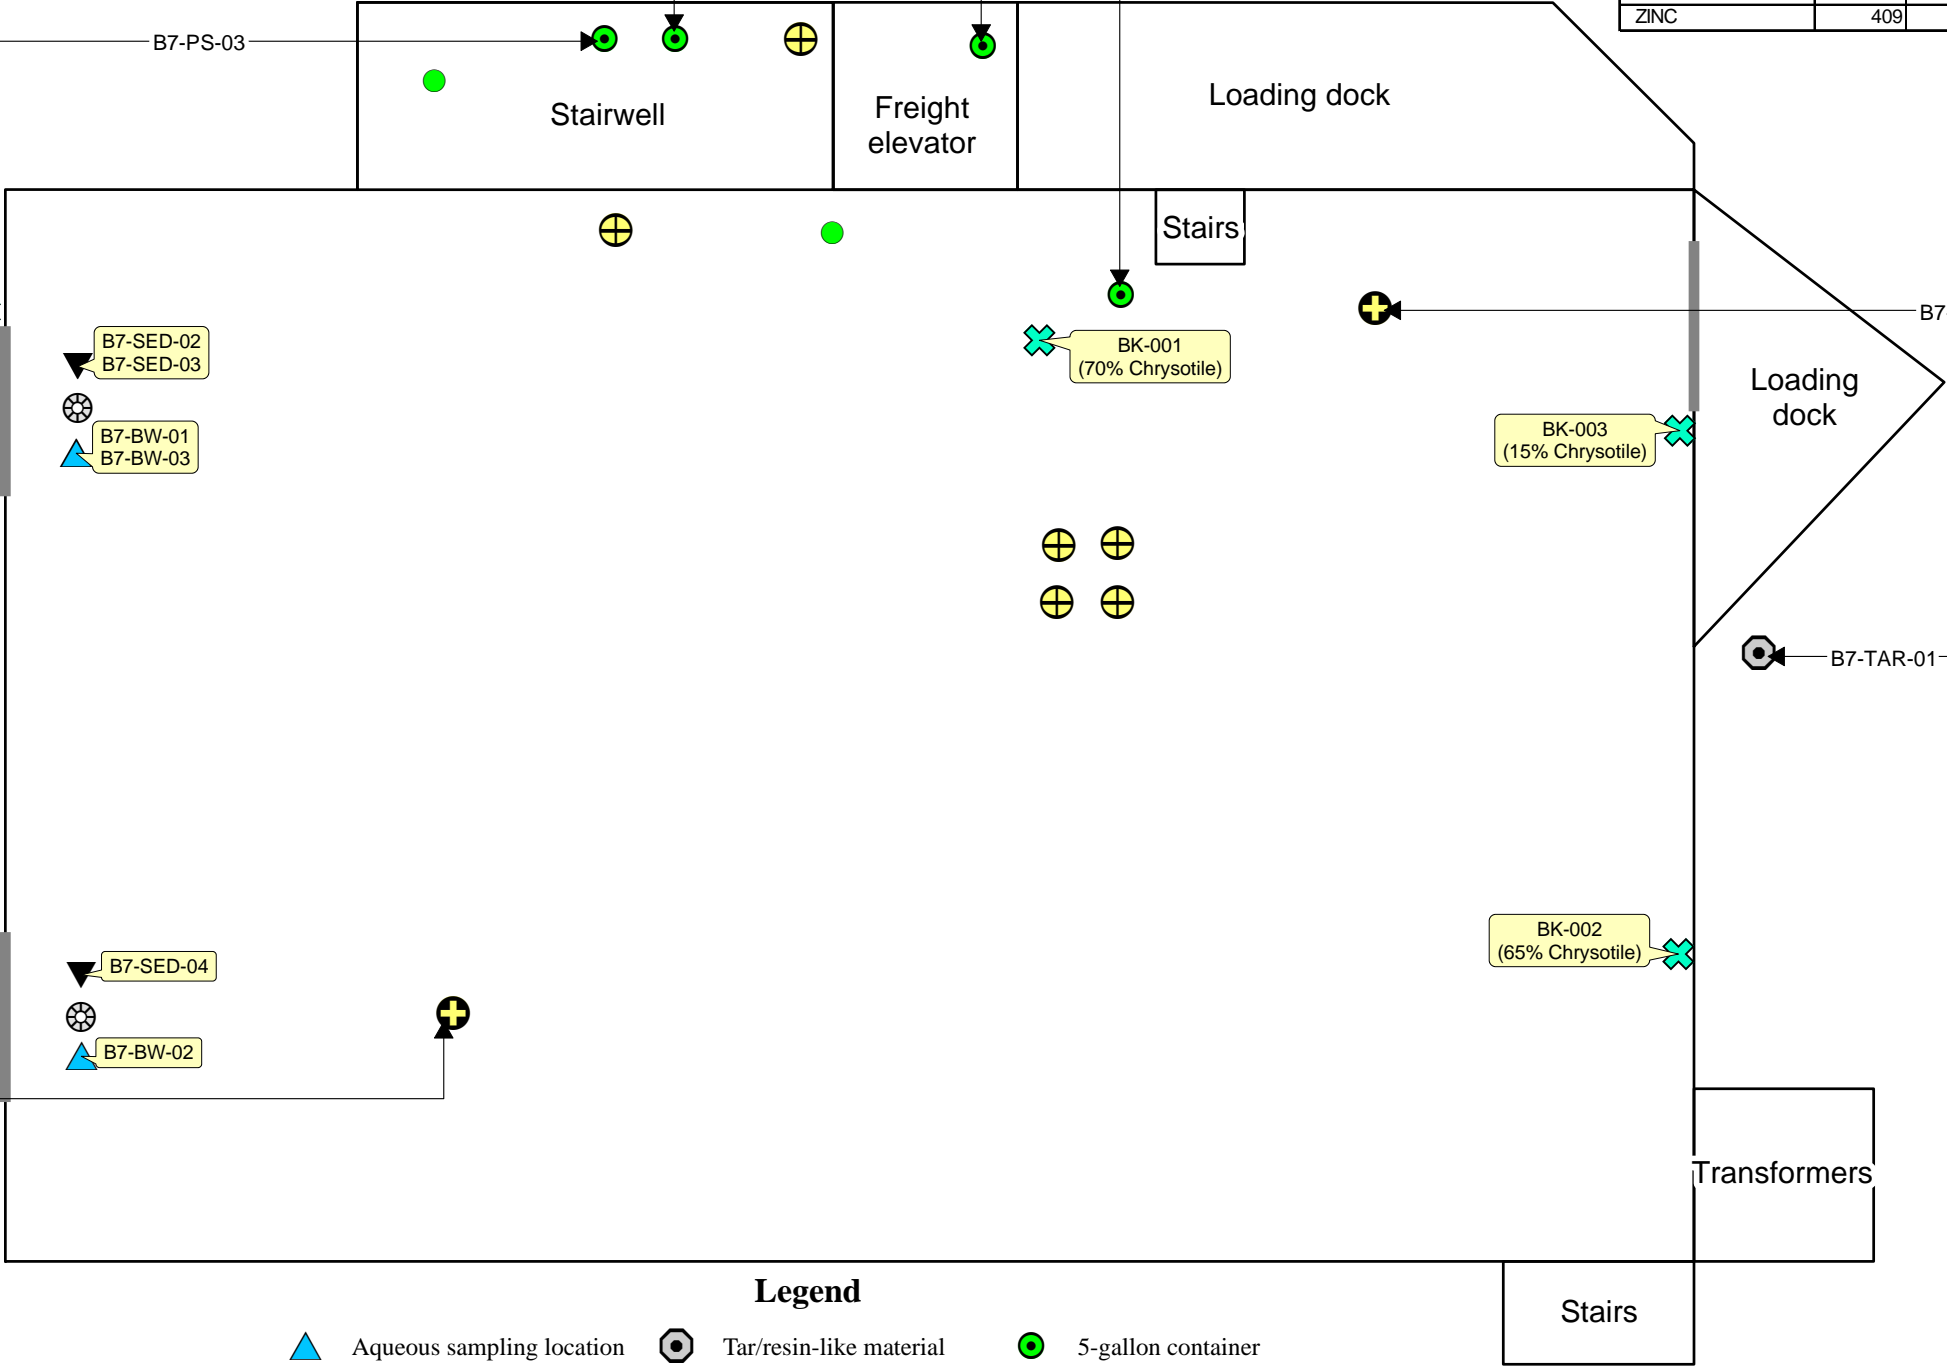 ZINC 409
B7-PS-03
Stairwell
Freight
elevator
Loading dock
Stairs
B7-SED-02
B7-SED-03
B7-BW-01
B7-BW-03
BK-001
(70% Chrysotile)
B7
Loading
dock
BK-003
(15% Chrysotile)
B7-TAR-01
BK-002
(65% Chrysotile)
B7-SED-04
B7-BW-02
Transformers
Stairs
Legend
Aqueous sampling location
Tar/resin-like material
5-gallon container